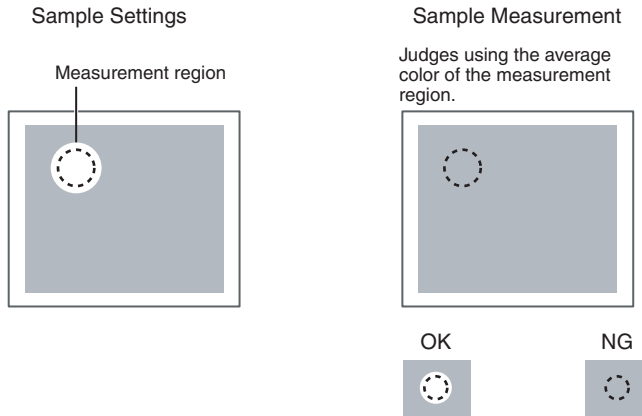 Sample Settings
Measurement region
Sample Measurement
Judges using the average
color of the measurement
region.
OK
NG